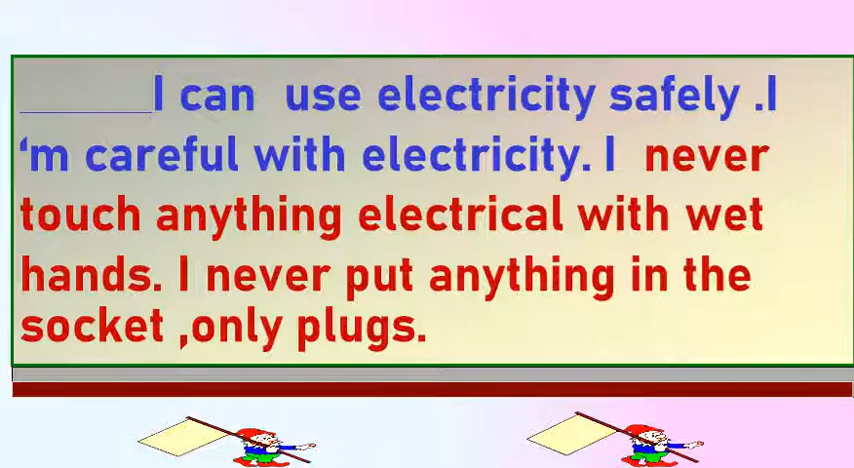 ______I can  use electricity safely .I
‘m careful with electricity. I  never
touch anything electrical with wet
hands. I never put anything in the
socket ,only plugs.